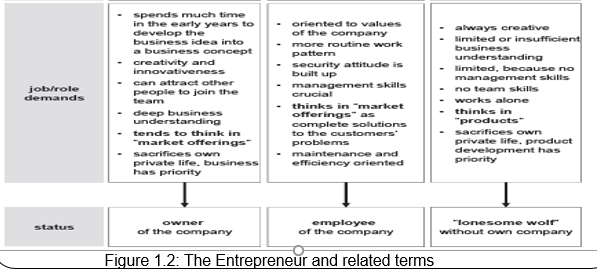 job/role
demands
- spends much time
in the early years to
develop the
business idea into
a business concept
- creativity and
innovativeness
- can attract other
people to join the
team
- deep business
understanding
- tends to think in
"market offerings"
- sacrifices own
private life, business
has priority
- oriented to values
of the company
- more routine work
pattern
- security attitude is
built up
- management skills
crucial
- thinks in "market
offerings" as
complete solutions
to the customers'
problems
- maintenance and
efficiency oriented
- always creative
- limited or insufficient
business
understanding
- limited, because no
management skills
- no team skills
- works alone
- thinks in
"products"
- sacrifices own
private life, product
development has
priority
status
owner
of the company
employee
of the company
"lonesome wolf"
without own company
Figure 1.2: The Entrepreneur and related terms